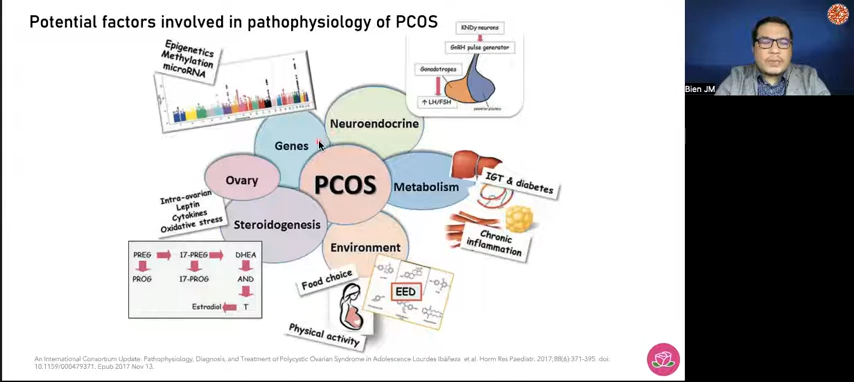 Potential factors involved in pathophysiology of PCOS
Epigenetics
Methylation
microRNA
KNDy neurons
GnRH pulse generator
Gonadotropes
↑ LH/FSH
Bien JM
Neuroendocrine
Genes
Ovary
PCOS
Metabolism
IGT & diabetes
Intra-ovarian
Leptin
Cytokines
Oxidative stress
Steroidogenesis
Environment
Chronic
inflammation
PREG 17-PREG DHEA
PROG 17-PROG AND
Estradiol T
Food choice
EED
Physical activity
An International Consortium Update: Pathophysiology, Diagnosis, and Treatment of Polycystic Ovarian Syndrome in Adolescence Lourdes Ibáñeza et al. Horm Res Paediatr. 2017;88(6):371-395. doi:
10.1159/000479371. Epub 2017 Nov 13.